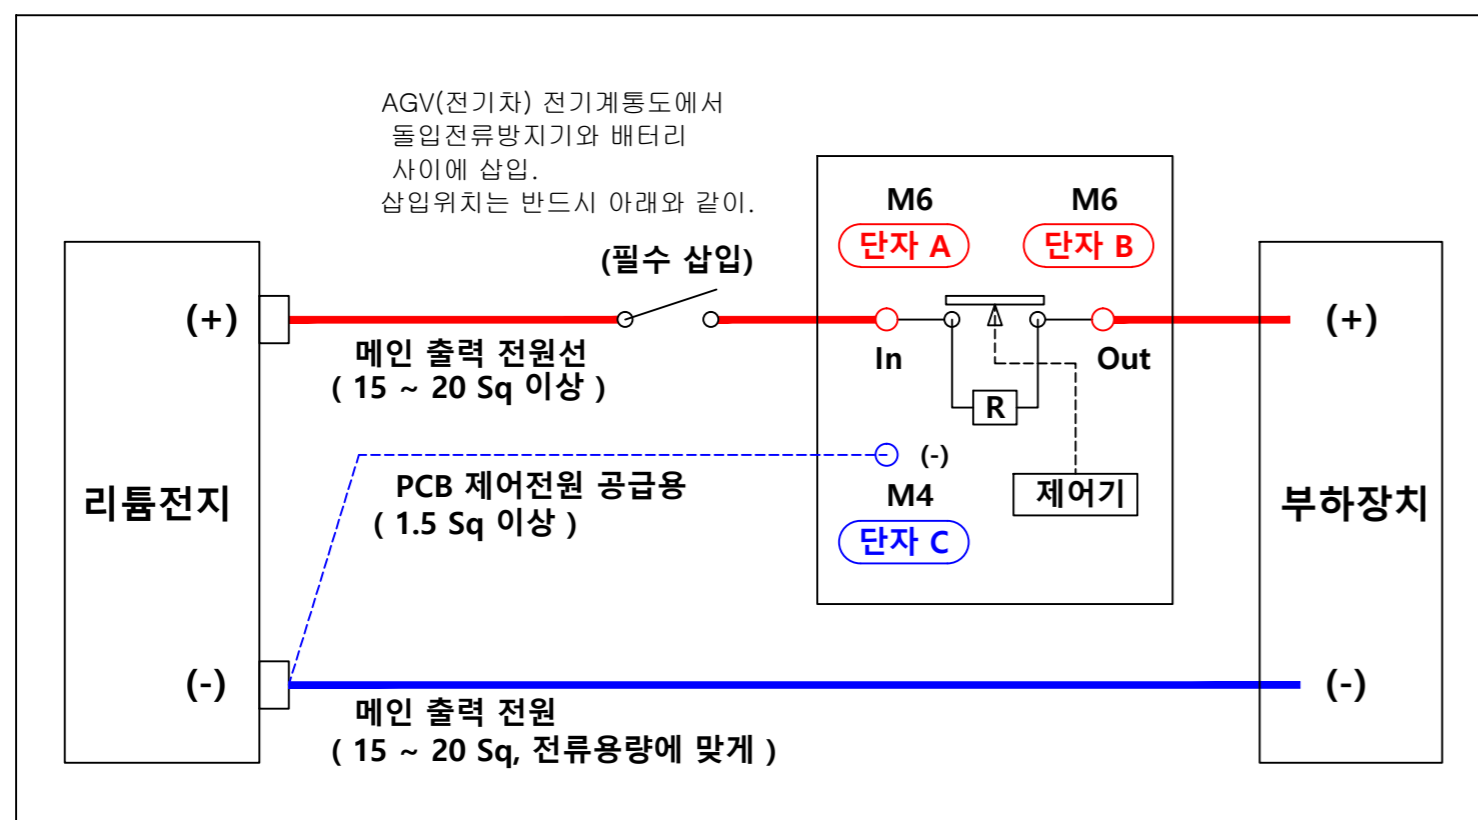 AGV(전기차) 전기계통도에서
돌입전류방지기와 배터리
사이에 삽입.
삽입위치는 반드시 아래와 같이.
M6
M6
단자 A
단자 B
(필수 삽입)
(+)
(+)
메인 출력 전원선
( 15 ~ 20 Sq 이상 )
In
Out
R
(-)
PCB 제어전원 공급용
( 1.5 Sq 이상 )
M4
제어기
리튬전지
부하장치
단자 C
(-)
(-)
메인 출력 전원
( 15 ~ 20 Sq, 전류용량에 맞게 )